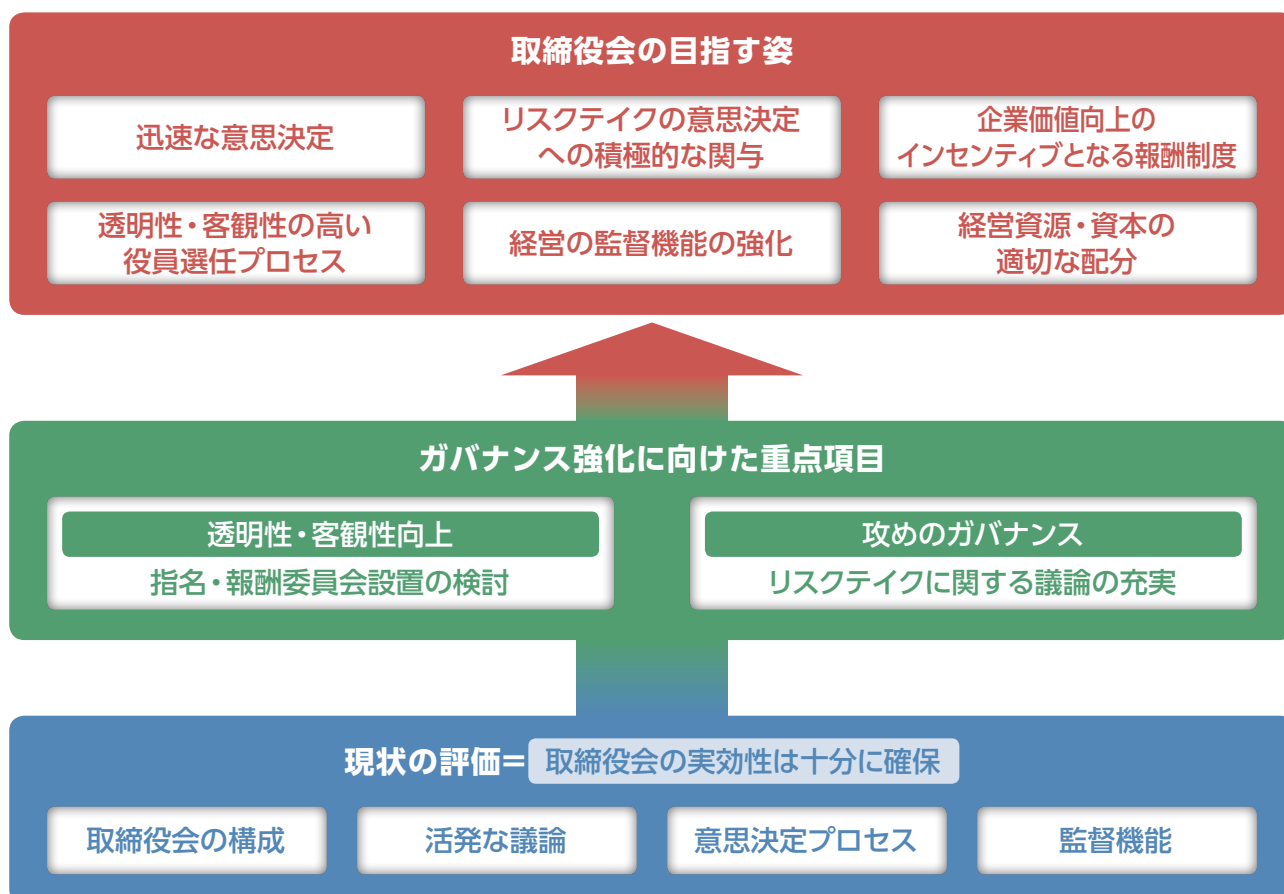 取締役会の目指す姿
迅速な意思決定
リスクテイクの意思決定
への積極的な関与
企業価値向上の
インセンティブとなる報酬制度
透明性・客観性の高い
役員選任プロセス
経営の監督機能の強化
経営資源・資本の
適切な配分
ガバナンス強化に向けた重点項目
透明性・客観性向上
指名・報酬委員会設置の検討
攻めのガバナンス
リスクテイクに関する議論の充実
現状の評価＝取締役会の実効性は十分に確保
取締役会の構成
活発な議論
意思決定プロセス
監督機能